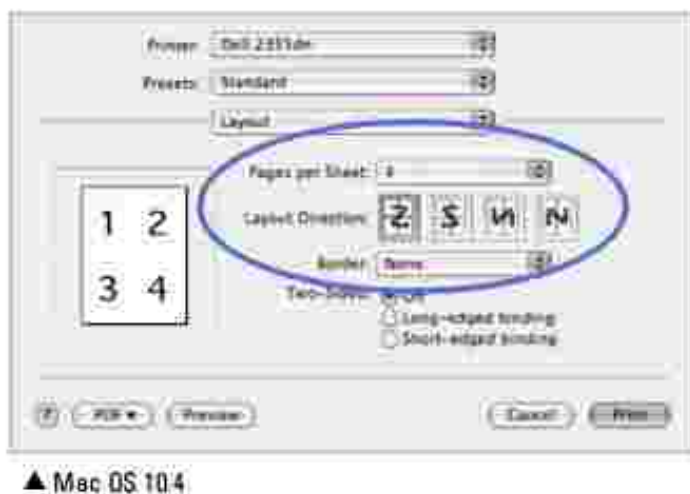 Printer: Dell 2355dn
Presets: Standard
Layout
Pages per Sheet: 4
Layout Direction:
Border: None
Two-Sided: Off
Long-edged binding
Short-edged binding
1 2
3 4
? PDF Preview Cancel Print
▲ Mac OS 10.4